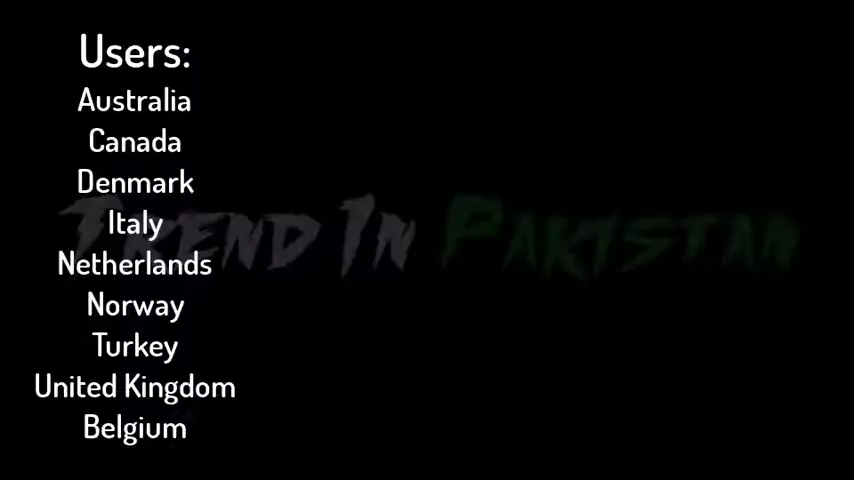 Users:
Australia
Canada
Denmark
Italy
Netherlands
Norway
Turkey
United Kingdom
Belgium
Trend In Pakistan